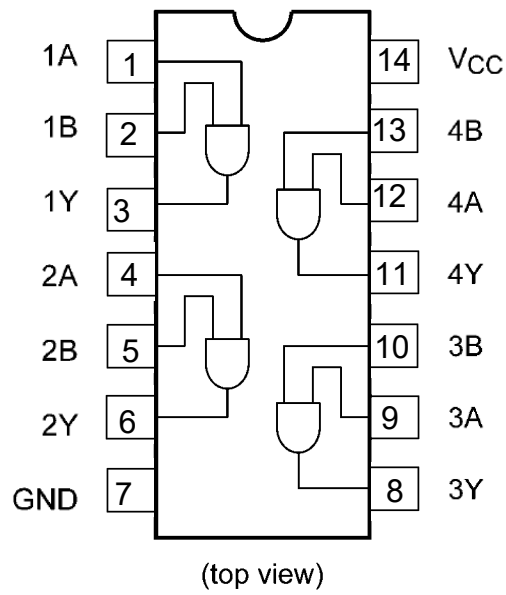 1A 1 14 VCC
1B 2 13 4B
1Y 3 12 4A
2A 4 11 4Y
2B 5 10 3B
2Y 6 9 3A
GND 7 8 3Y
(top view)